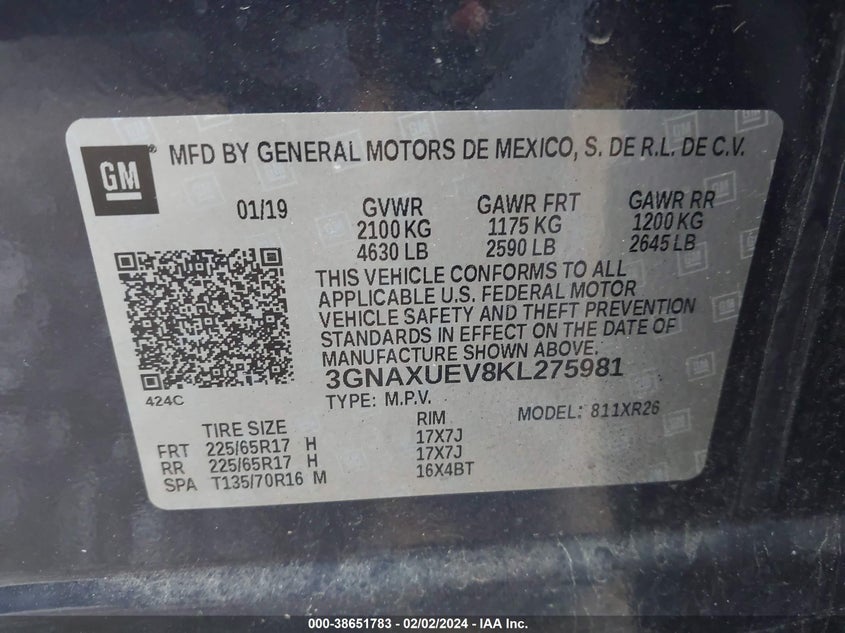 GM MFD BY GENERAL MOTORS DE MEXICO, S. DE R.L. DE C.V.
01/19 GVWR GAWR FRT GAWR RR
2100 KG 1175 KG 1200 KG
4630 LB 2590 LB 2645 LB
THIS VEHICLE CONFORMS TO ALL
APPLICABLE U.S. FEDERAL MOTOR
VEHICLE SAFETY AND THEFT PREVENTION
STANDARDS IN EFFECT ON THE DATE OF
MANUFACTURE SHOWN ABOVE.
424C
3GNAXUEV8KL275981
TYPE: M.P.V. MODEL: 811XR26
TIRE SIZE RIM
FRT 225/65R17 H 17X7J
RR 225/65R17 H 17X7J
SPA T135/70R16 M 16X4BT
000-38651783 - 02/02/2024 - IAA Inc.